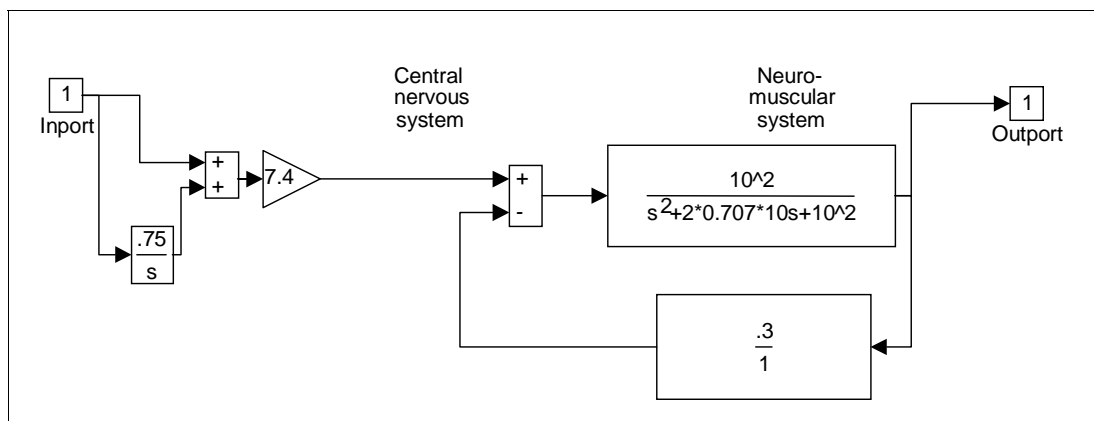 1
Inport
.75
s
+
+
7.4
Central
nervous
system
+
-
Neuro-
muscular
system
10^2
s^2+2*0.707*10s+10^2
.3
1
1
Outport